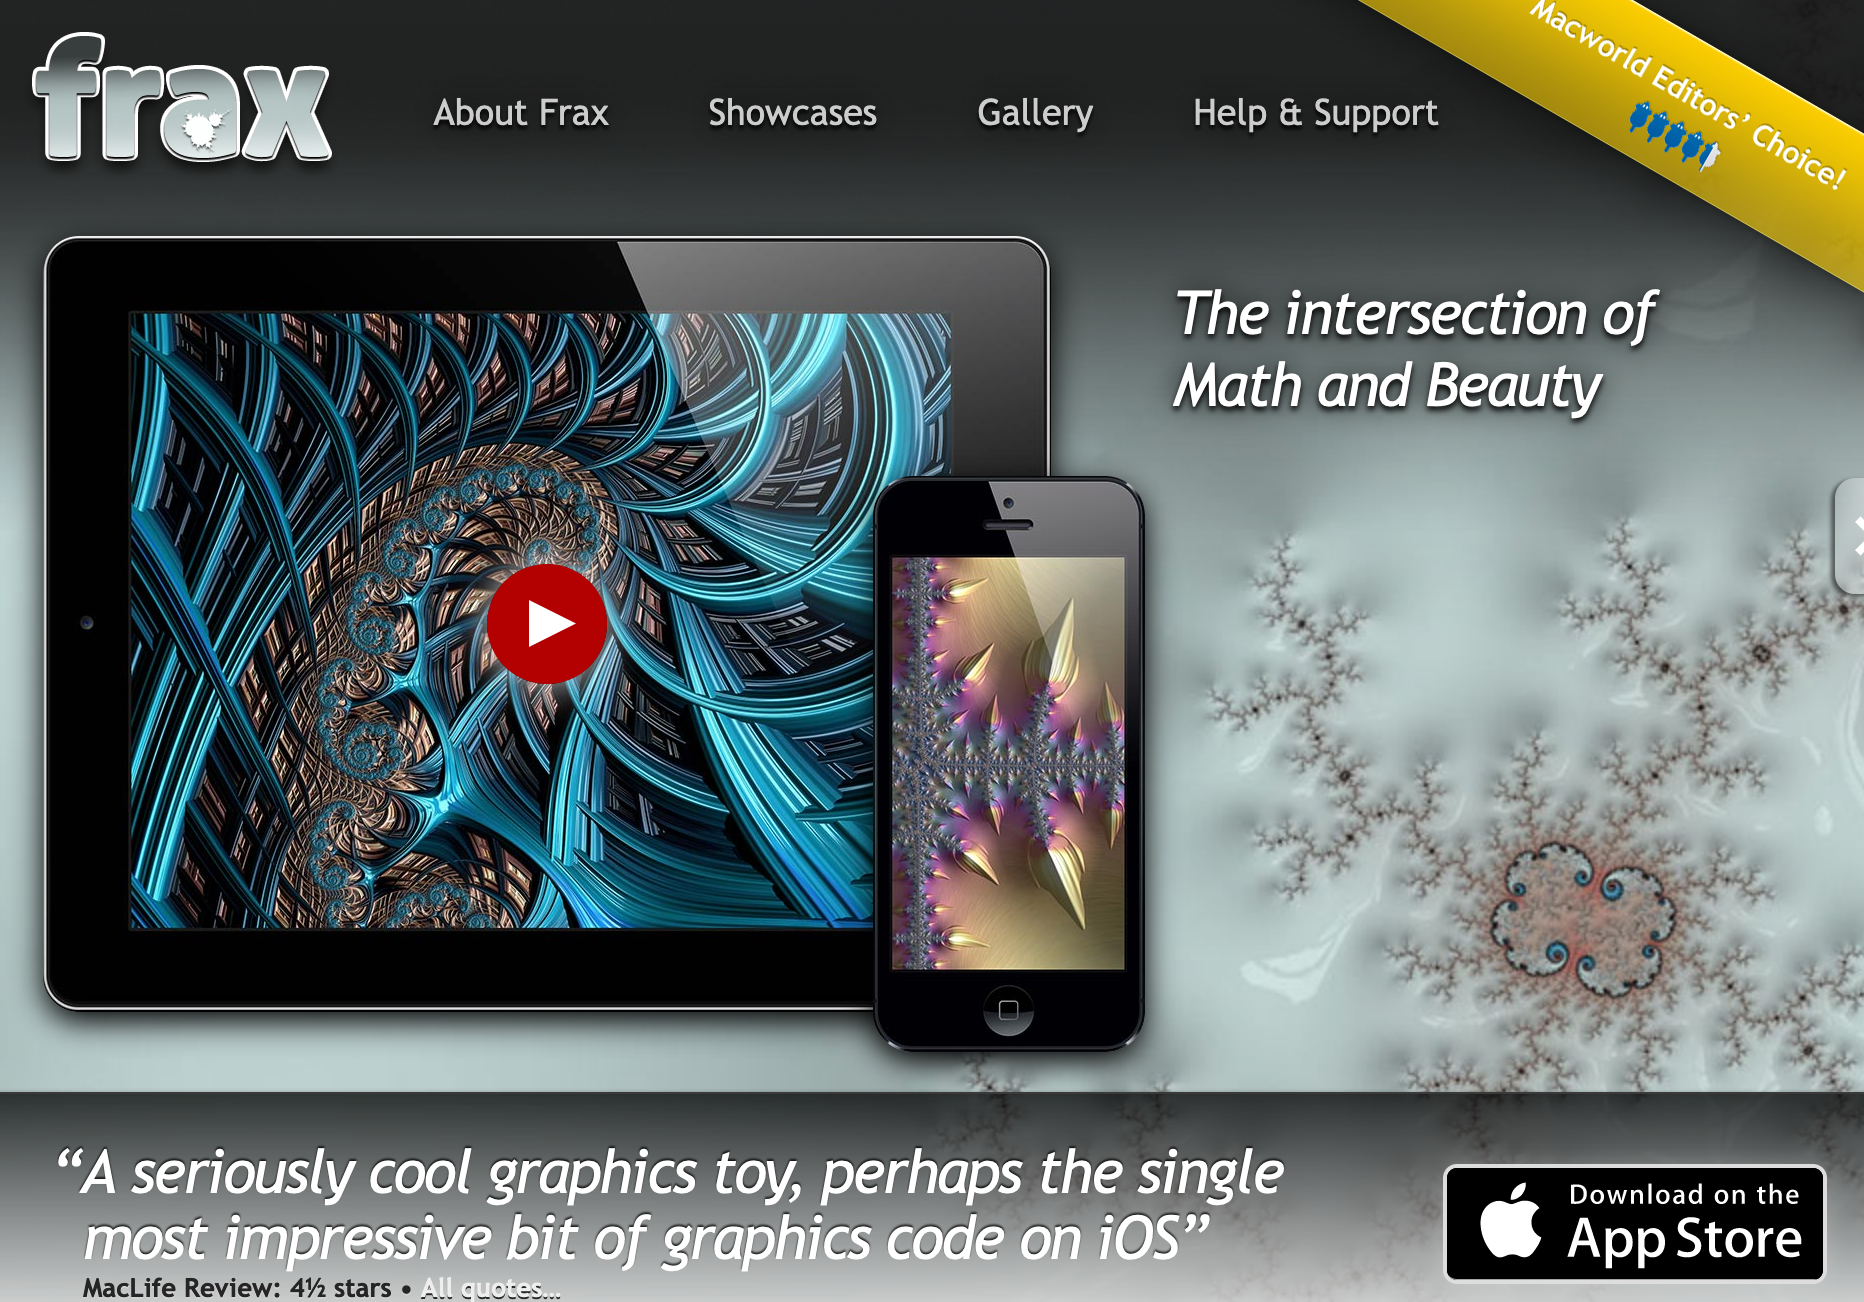 frax
About Frax
Showcases
Gallery
Help & Support
Macworld Editors’ Choice!
The intersection of
Math and Beauty
“A seriously cool graphics toy, perhaps the single
most impressive bit of graphics code on iOS”
MacLife Review: 4½ stars • All quotes...
Download on the
App Store